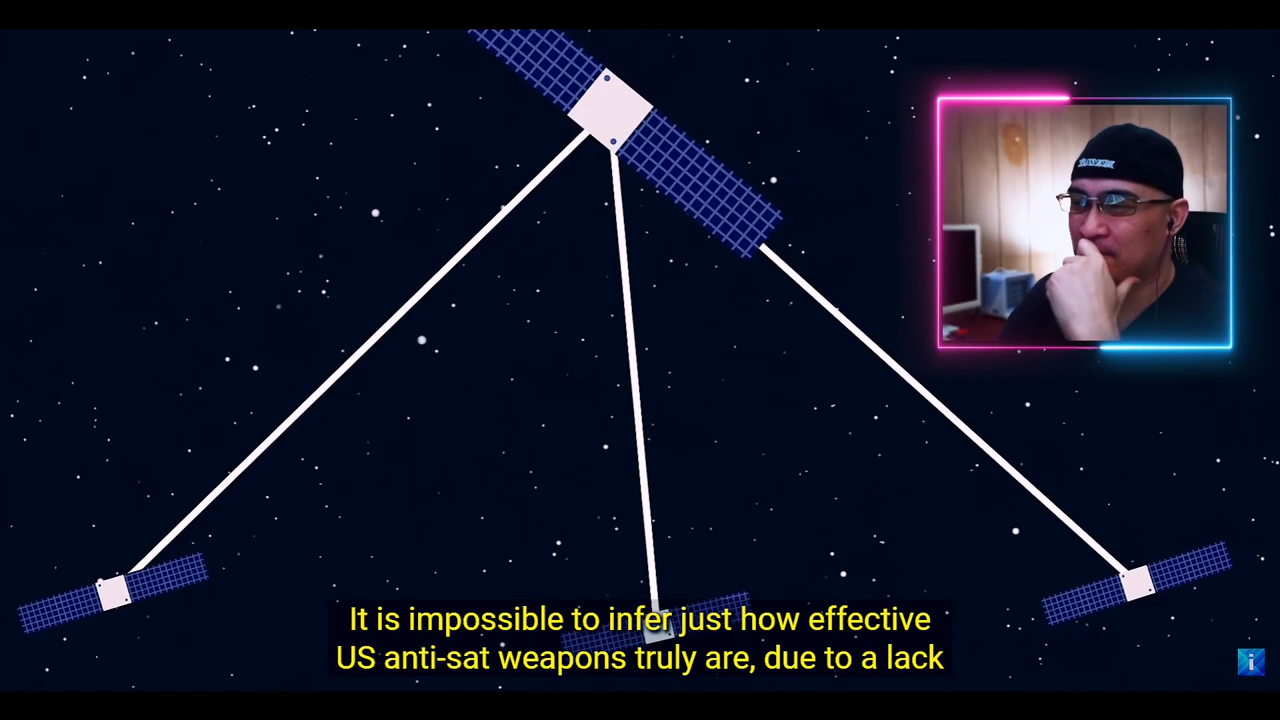 It is impossible to infer just how effective
US anti-sat weapons truly are, due to a lack
i